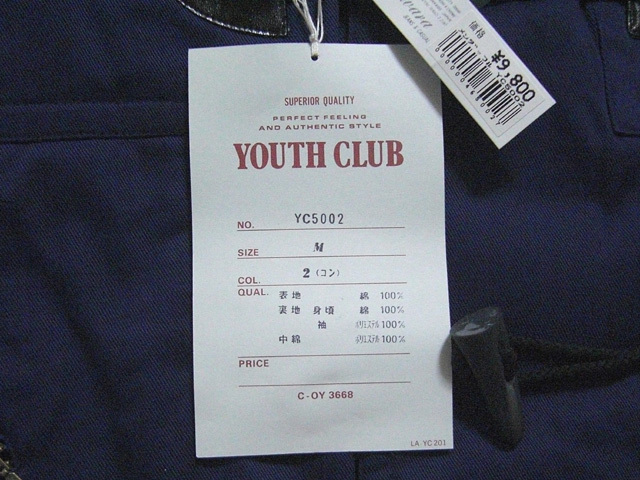 SUPERIOR QUALITY
PERFECT FEELING
AND AUTHENTIC STYLE
YOUTH CLUB
NO. YC5002
SIZE M
COL. 2 (コン)
QUAL. 表地 綿 100%
裏地 身頃 綿 100%
袖 ポリエステル 100%
中綿 ポリエステル 100%
PRICE
C-OY 3668
LA YC201
価格
¥9,800
YC5002